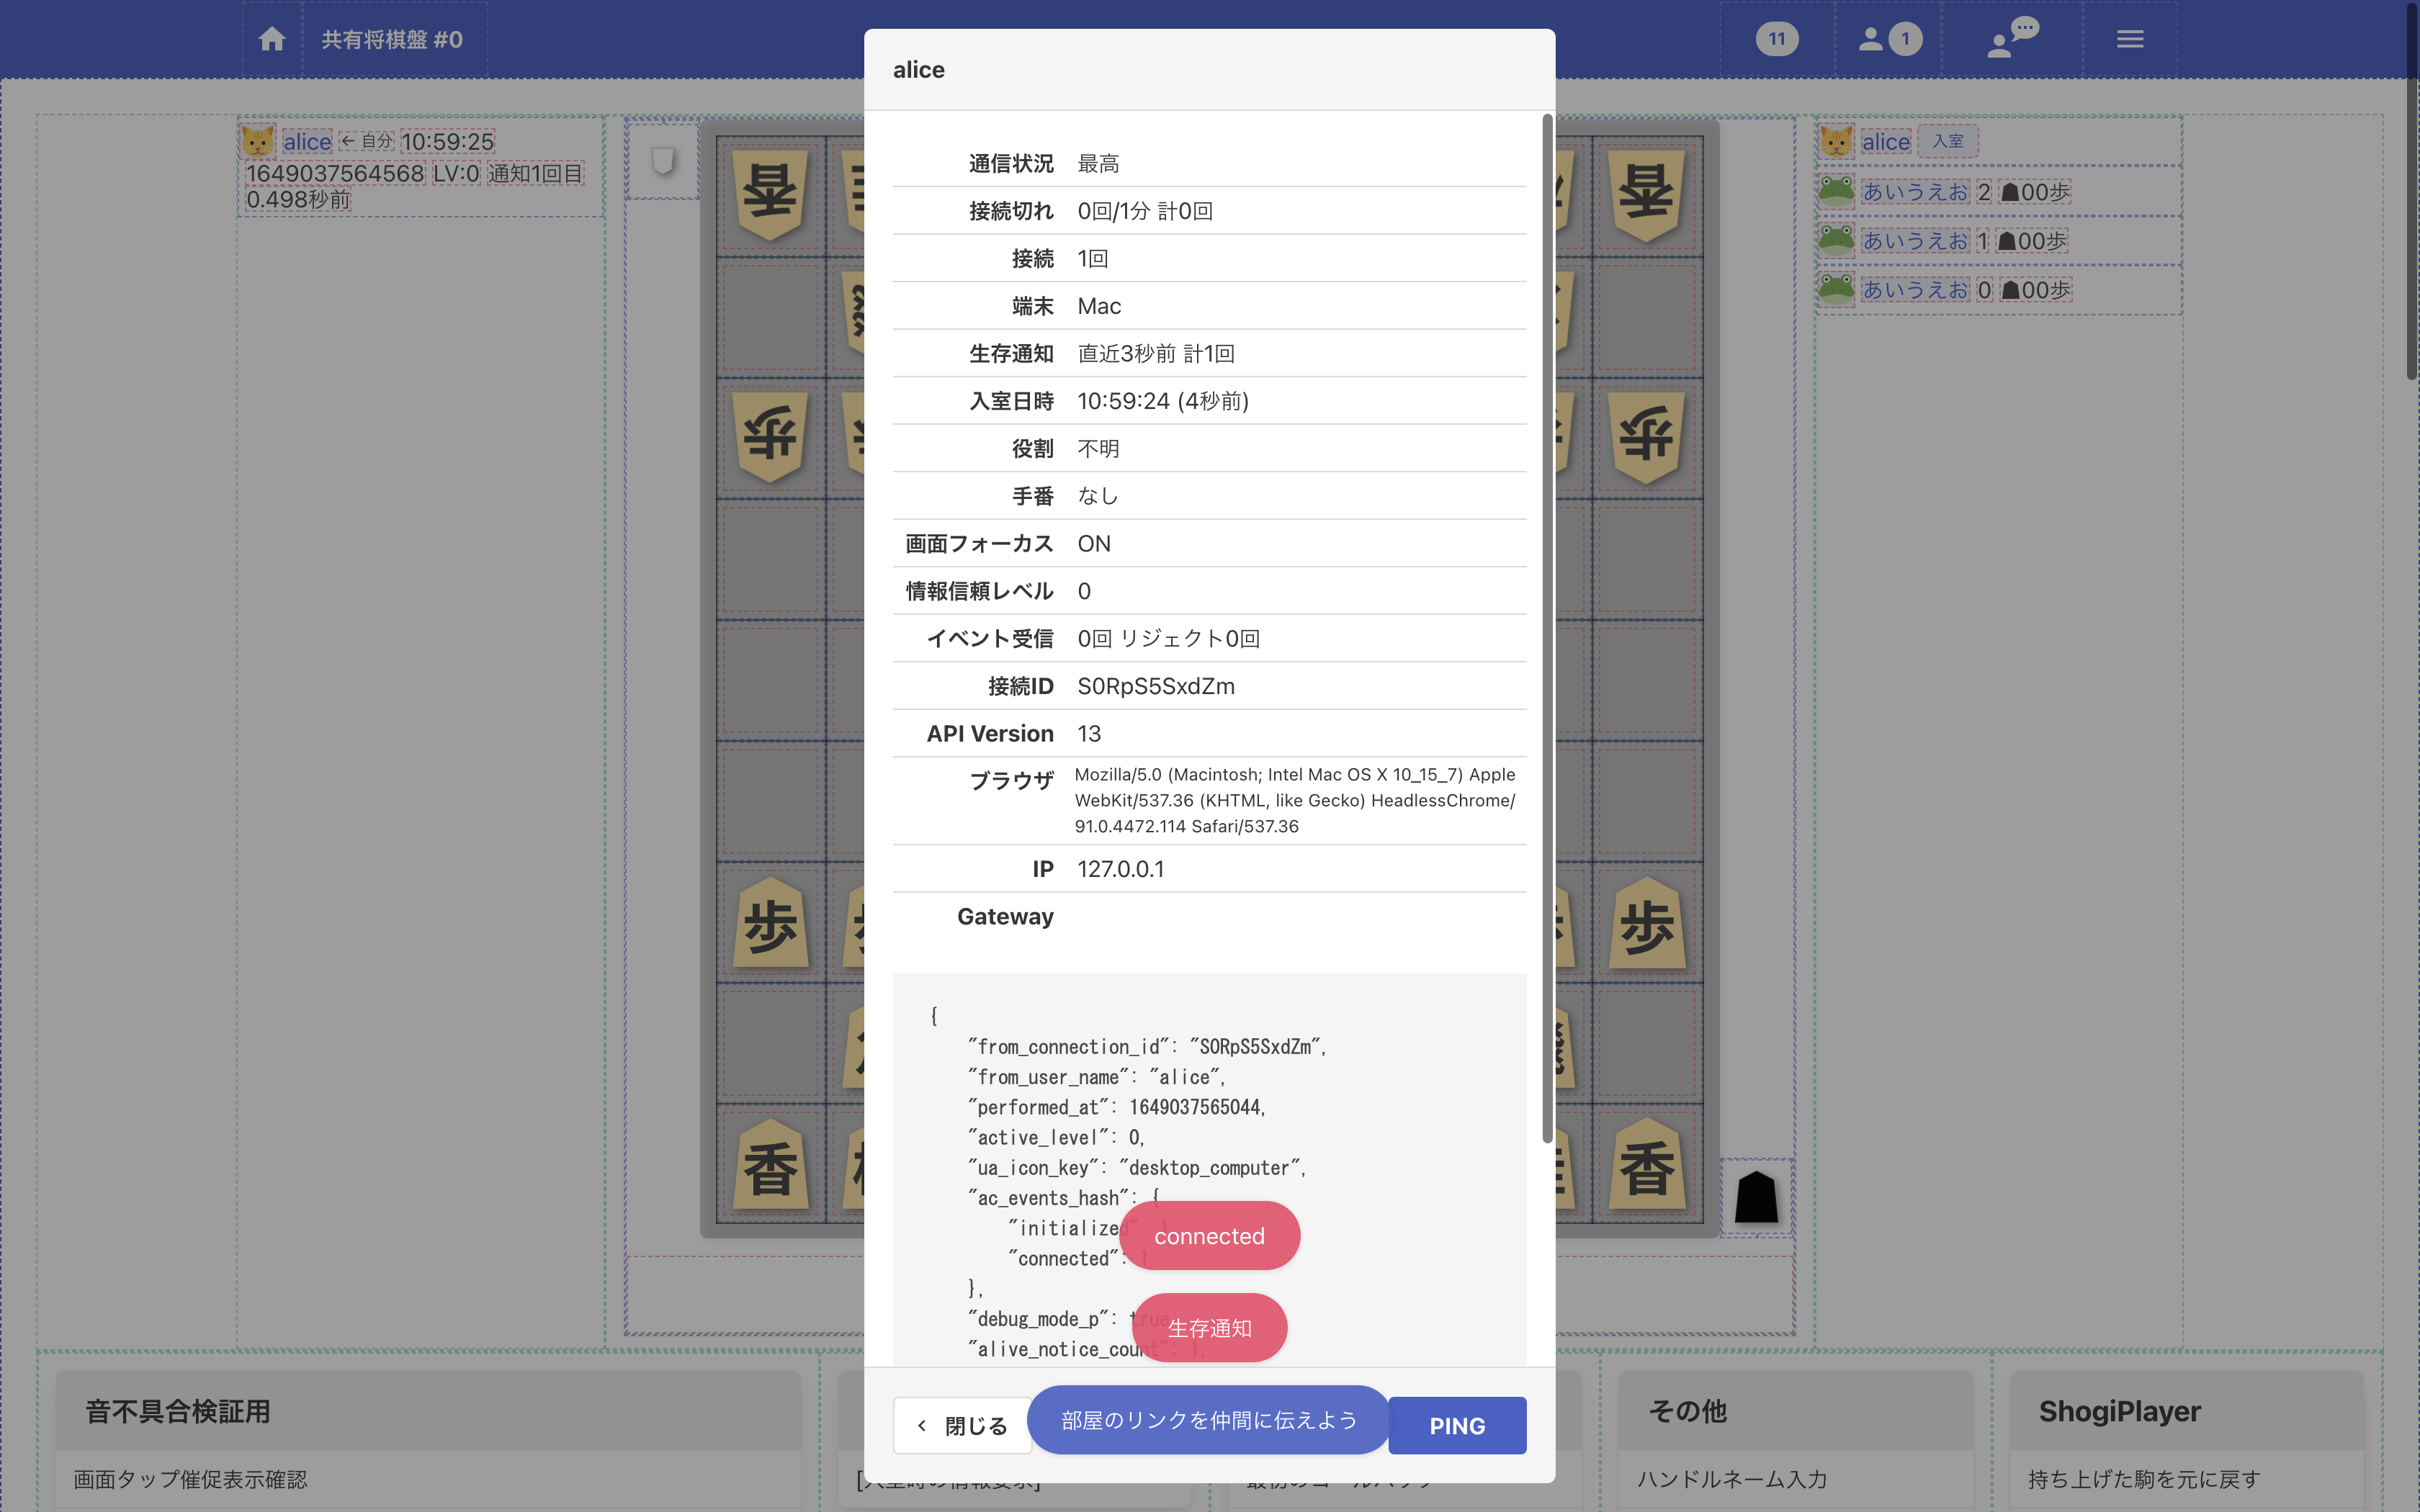 共有将棋盤 #0
11
1
alice ← 自分 10:59:25
1649037564568 LV:0 通知1回目
0.498秒前
香
香
歩
歩
歩
歩
香
香
alice 入室
あいうえお 2 ☗00歩
あいうえお 1 ☗00歩
あいうえお 0 ☗00歩
alice
通信状況 最高
接続切れ 0回/1分 計0回
接続 1回
端末 Mac
生存通知 直近3秒前 計1回
入室日時 10:59:24 (4秒前)
役割 不明
手番 なし
画面フォーカス ON
情報信頼レベル 0
イベント受信 0回 リジェクト0回
接続ID S0RpS5SxdZm
API Version 13
ブラウザ Mozilla/5.0 (Macintosh; Intel Mac OS X 10_15_7) Apple
WebKit/537.36 (KHTML, like Gecko) HeadlessChrome/
91.0.4472.114 Safari/537.36
IP 127.0.0.1
Gateway
{
"from_connection_id": "S0RpS5SxdZm",
"from_user_name": "alice",
"performed_at": 1649037565044,
"active_level": 0,
"ua_icon_key": "desktop_computer",
"ac_events_hash": {
"initialized": 1,
"connected": 1
},
"debug_mode_p": true,
"alive_notice_count": 1,
connected
生存通知
部屋のリンクを仲間に伝えよう
閉じる
PING
音不具合検証用
画面タップ催促表示確認
その他
ハンドルネーム入力
ShogiPlayer
持ち上げた駒を元に戻す